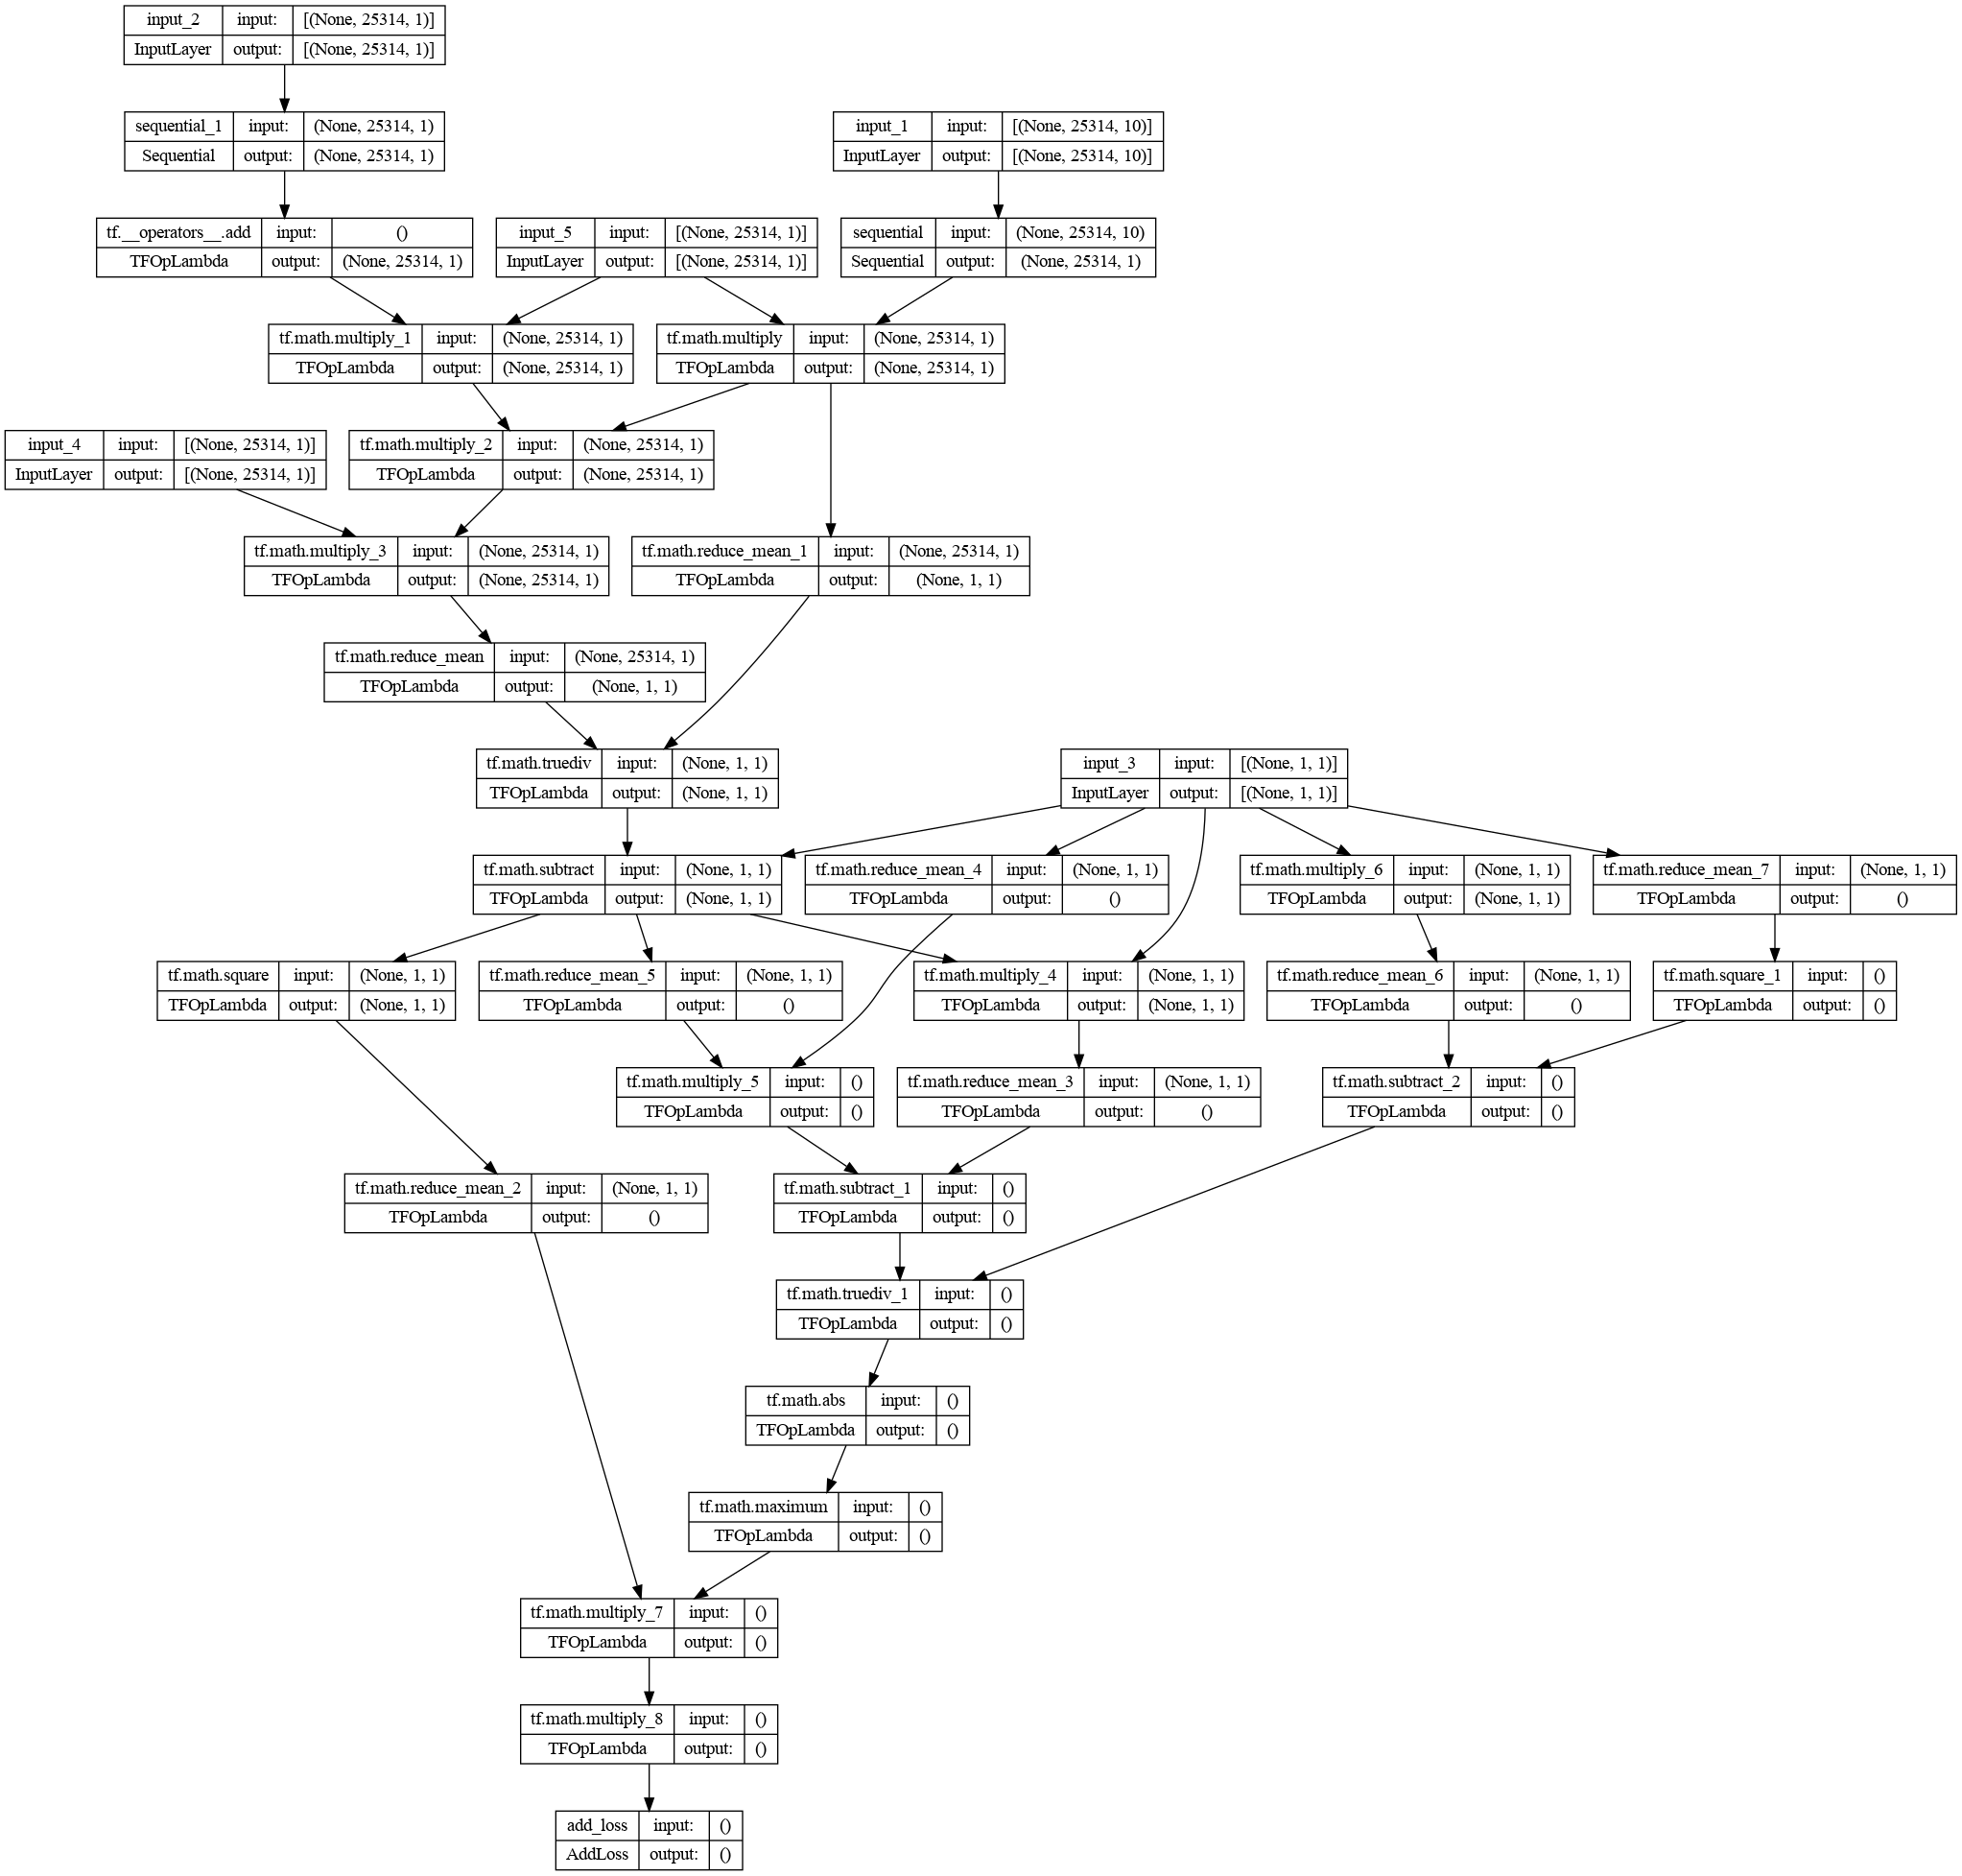 input_2 input: [(None, 25314, 1)]
InputLayer output: [(None, 25314, 1)]
sequential_1 input: (None, 25314, 1)
Sequential output: (None, 25314, 1)
input_1 input: [(None, 25314, 10)]
InputLayer output: [(None, 25314, 10)]
tf.__operators__.add input: ()
TFOpLambda output: (None, 25314, 1)
input_5 input: [(None, 25314, 1)]
InputLayer output: [(None, 25314, 1)]
sequential input: (None, 25314, 10)
Sequential output: (None, 25314, 1)
tf.math.multiply_1 input: (None, 25314, 1)
TFOpLambda output: (None, 25314, 1)
tf.math.multiply input: (None, 25314, 1)
TFOpLambda output: (None, 25314, 1)
input_4 input: [(None, 25314, 1)]
InputLayer output: [(None, 25314, 1)]
tf.math.multiply_2 input: (None, 25314, 1)
TFOpLambda output: (None, 25314, 1)
tf.math.multiply_3 input: (None, 25314, 1)
TFOpLambda output: (None, 25314, 1)
tf.math.reduce_mean_1 input: (None, 25314, 1)
TFOpLambda output: (None, 1, 1)
tf.math.reduce_mean input: (None, 25314, 1)
TFOpLambda output: (None, 1, 1)
tf.math.truediv input: (None, 1, 1)
TFOpLambda output: (None, 1, 1)
input_3 input: [(None, 1, 1)]
InputLayer output: [(None, 1, 1)]
tf.math.subtract input: (None, 1, 1)
TFOpLambda output: (None, 1, 1)
tf.math.reduce_mean_4 input: (None, 1, 1)
TFOpLambda output: ()
tf.math.multiply_6 input: (None, 1, 1)
TFOpLambda output: (None, 1, 1)
tf.math.reduce_mean_7 input: (None, 1, 1)
TFOpLambda output: ()
tf.math.square input: (None, 1, 1)
TFOpLambda output: (None, 1, 1)
tf.math.reduce_mean_5 input: (None, 1, 1)
TFOpLambda output: ()
tf.math.multiply_4 input: (None, 1, 1)
TFOpLambda output: (None, 1, 1)
tf.math.reduce_mean_6 input: (None, 1, 1)
TFOpLambda output: ()
tf.math.square_1 input: ()
TFOpLambda output: ()
tf.math.multiply_5 input: ()
TFOpLambda output: ()
tf.math.reduce_mean_3 input: (None, 1, 1)
TFOpLambda output: ()
tf.math.subtract_2 input: ()
TFOpLambda output: ()
tf.math.reduce_mean_2 input: (None, 1, 1)
TFOpLambda output: ()
tf.math.subtract_1 input: ()
TFOpLambda output: ()
tf.math.truediv_1 input: ()
TFOpLambda output: ()
tf.math.abs input: ()
TFOpLambda output: ()
tf.math.maximum input: ()
TFOpLambda output: ()
tf.math.multiply_7 input: ()
TFOpLambda output: ()
tf.math.multiply_8 input: ()
TFOpLambda output: ()
add_loss input: ()
AddLoss output: ()